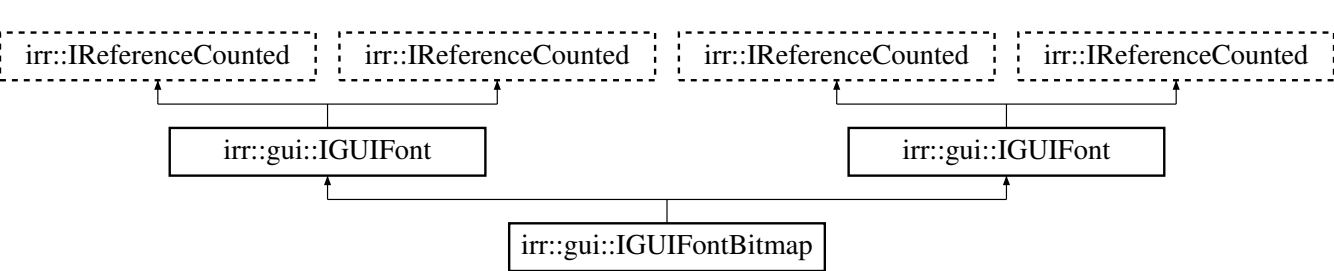 irr::IReferenceCounted irr::IReferenceCounted irr::IReferenceCounted irr::IReferenceCounted
irr::gui::IGUIFont irr::gui::IGUIFont
irr::gui::IGUIFontBitmap